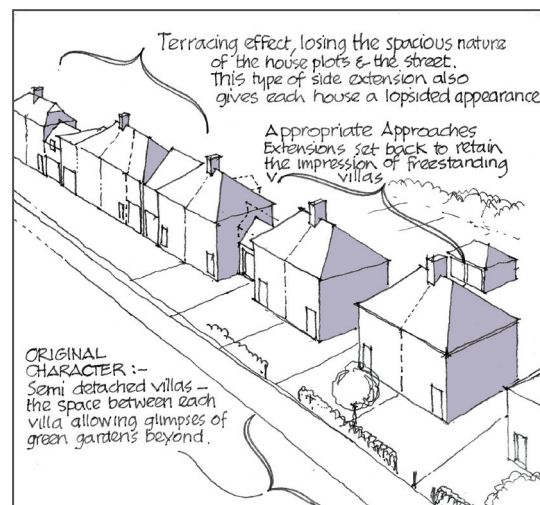 Terracing effect, losing the spacious nature
of the house plots & the street.
This type of side extension also
gives each house a lopsided appearance
Appropriate Approaches
Extensions set back to retain
the impression of freestanding
v. villas
ORIGINAL
CHARACTER :-
Semi detached villas –
the space between each
villa allowing glimpses of
green gardens beyond.